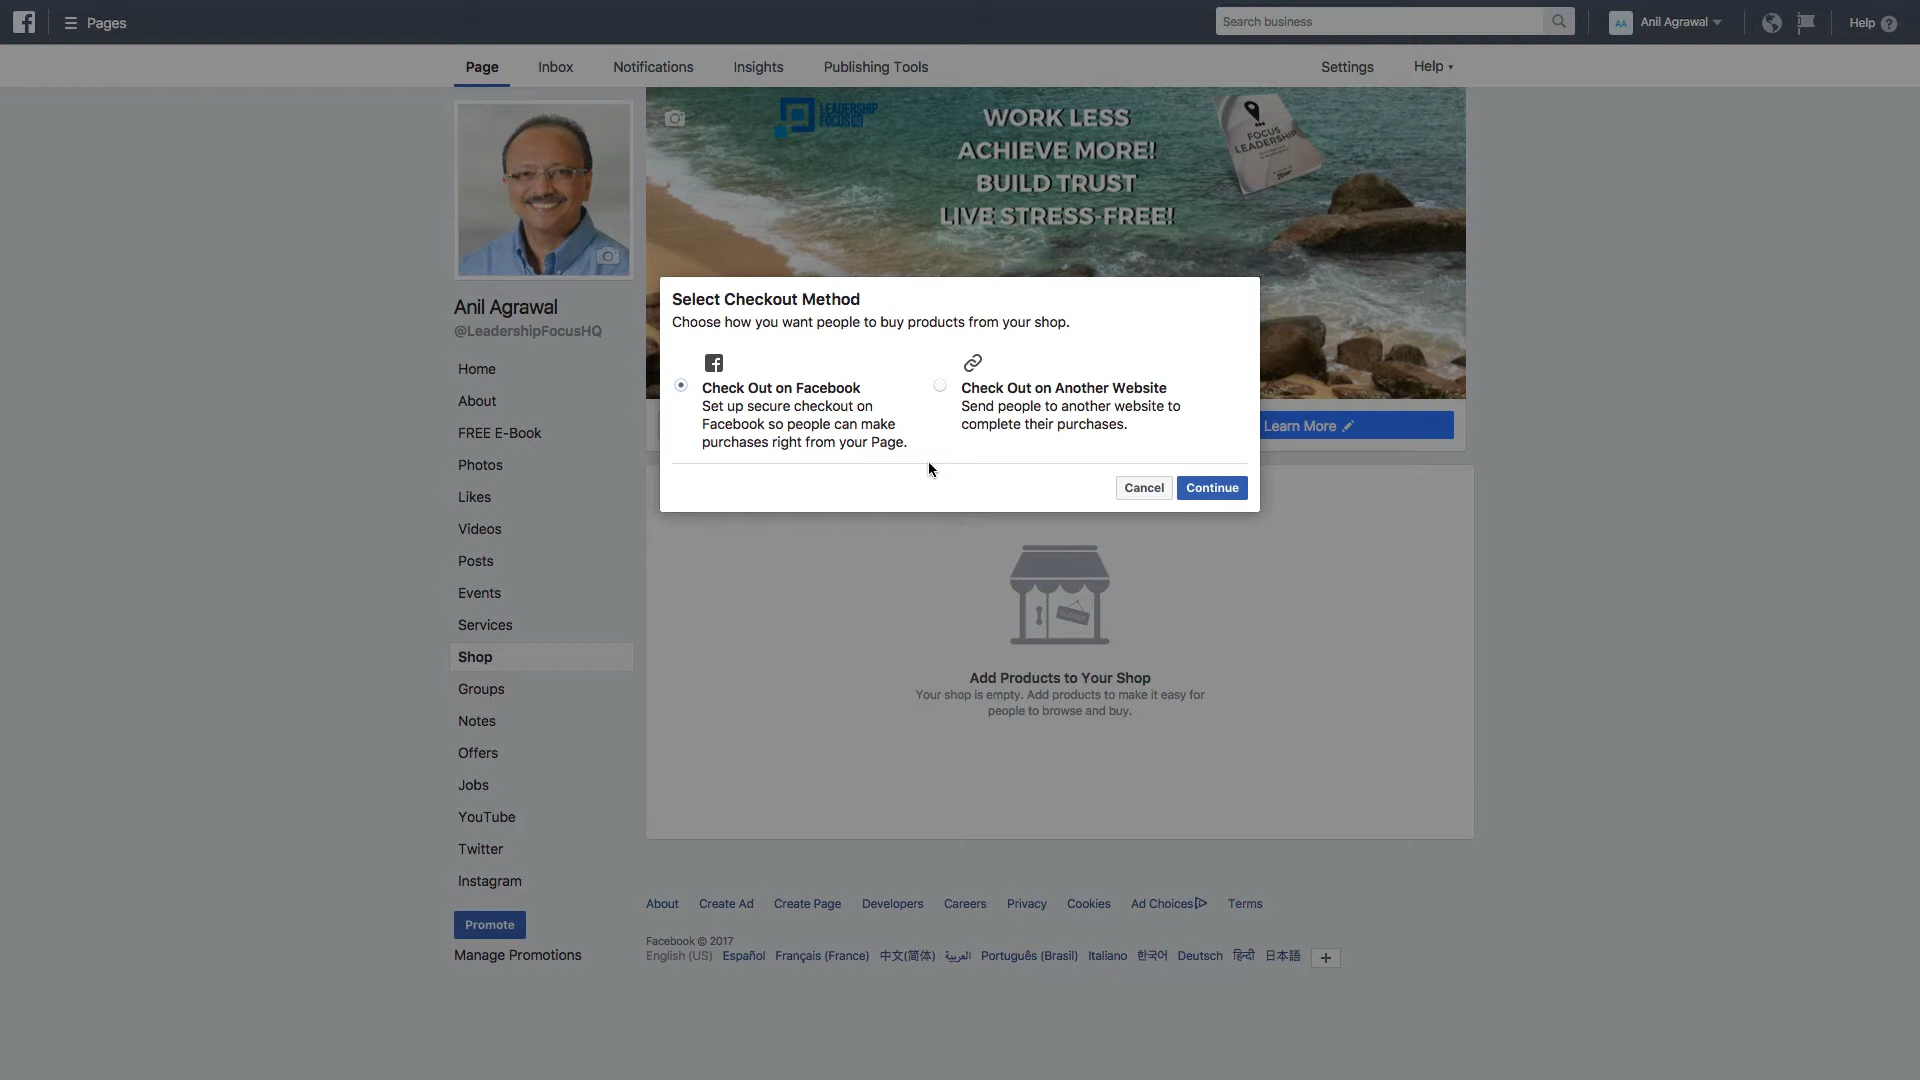 Pages
Search business
AA
Anil Agrawal
Help
Page
Inbox
Notifications
Insights
Publishing Tools
Settings
Help
LEADERSHIP
FOCUS HQ
WORK LESS
ACHIEVE MORE!
BUILD TRUST
LIVE STRESS-FREE!
FOCUS
LEADERSHIP
Anil Agrawal
@LeadershipFocusHQ
Home
About
FREE E-Book
Photos
Likes
Videos
Posts
Events
Services
Shop
Groups
Notes
Offers
Jobs
YouTube
Twitter
Instagram
Promote
Manage Promotions
Select Checkout Method
Choose how you want people to buy products from your shop.
Check Out on Facebook
Set up secure checkout on
Facebook so people can make
purchases right from your Page.
Check Out on Another Website
Send people to another website to
complete their purchases.
Cancel
Continue
Learn More
CLOSED
Add Products to Your Shop
Your shop is empty. Add products to make it easy for
people to browse and buy.
About Create Ad Create Page Developers Careers Privacy Cookies Ad Choices Terms
Facebook © 2017
English (US) Español Français (France) 中文(简体) العربية Português (Brasil) Italiano 한국어 Deutsch हिन्दी 日本語 +